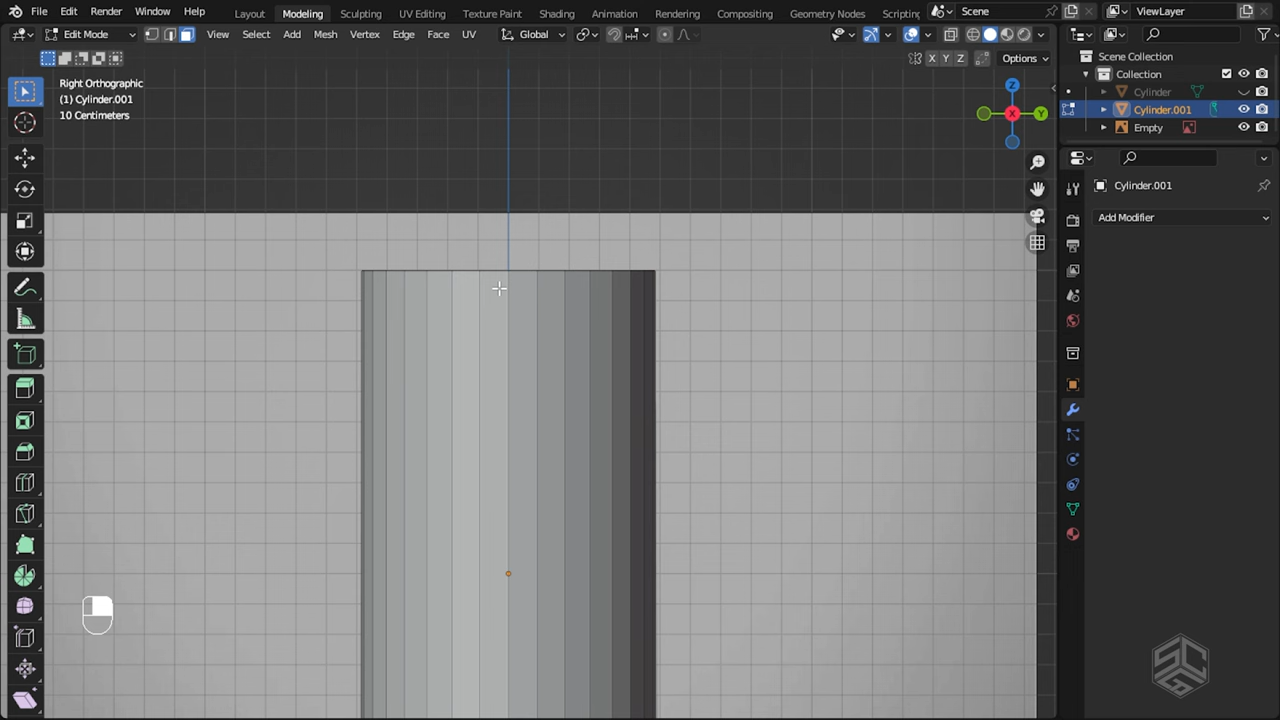 File Edit Render Window Help Layout Modeling Sculpting UV Editing Texture Paint Shading Animation Rendering Compositing Geometry Nodes Scripting Scene ViewLayer
Edit Mode View Select Add Mesh Vertex Edge Face UV Global
X Y Z Options
Right Orthographic
(1) Cylinder.001
10 Centimeters
Z
X
Y
Scene Collection
Collection
Cylinder
Cylinder.001
Empty
Cylinder.001
Add Modifier